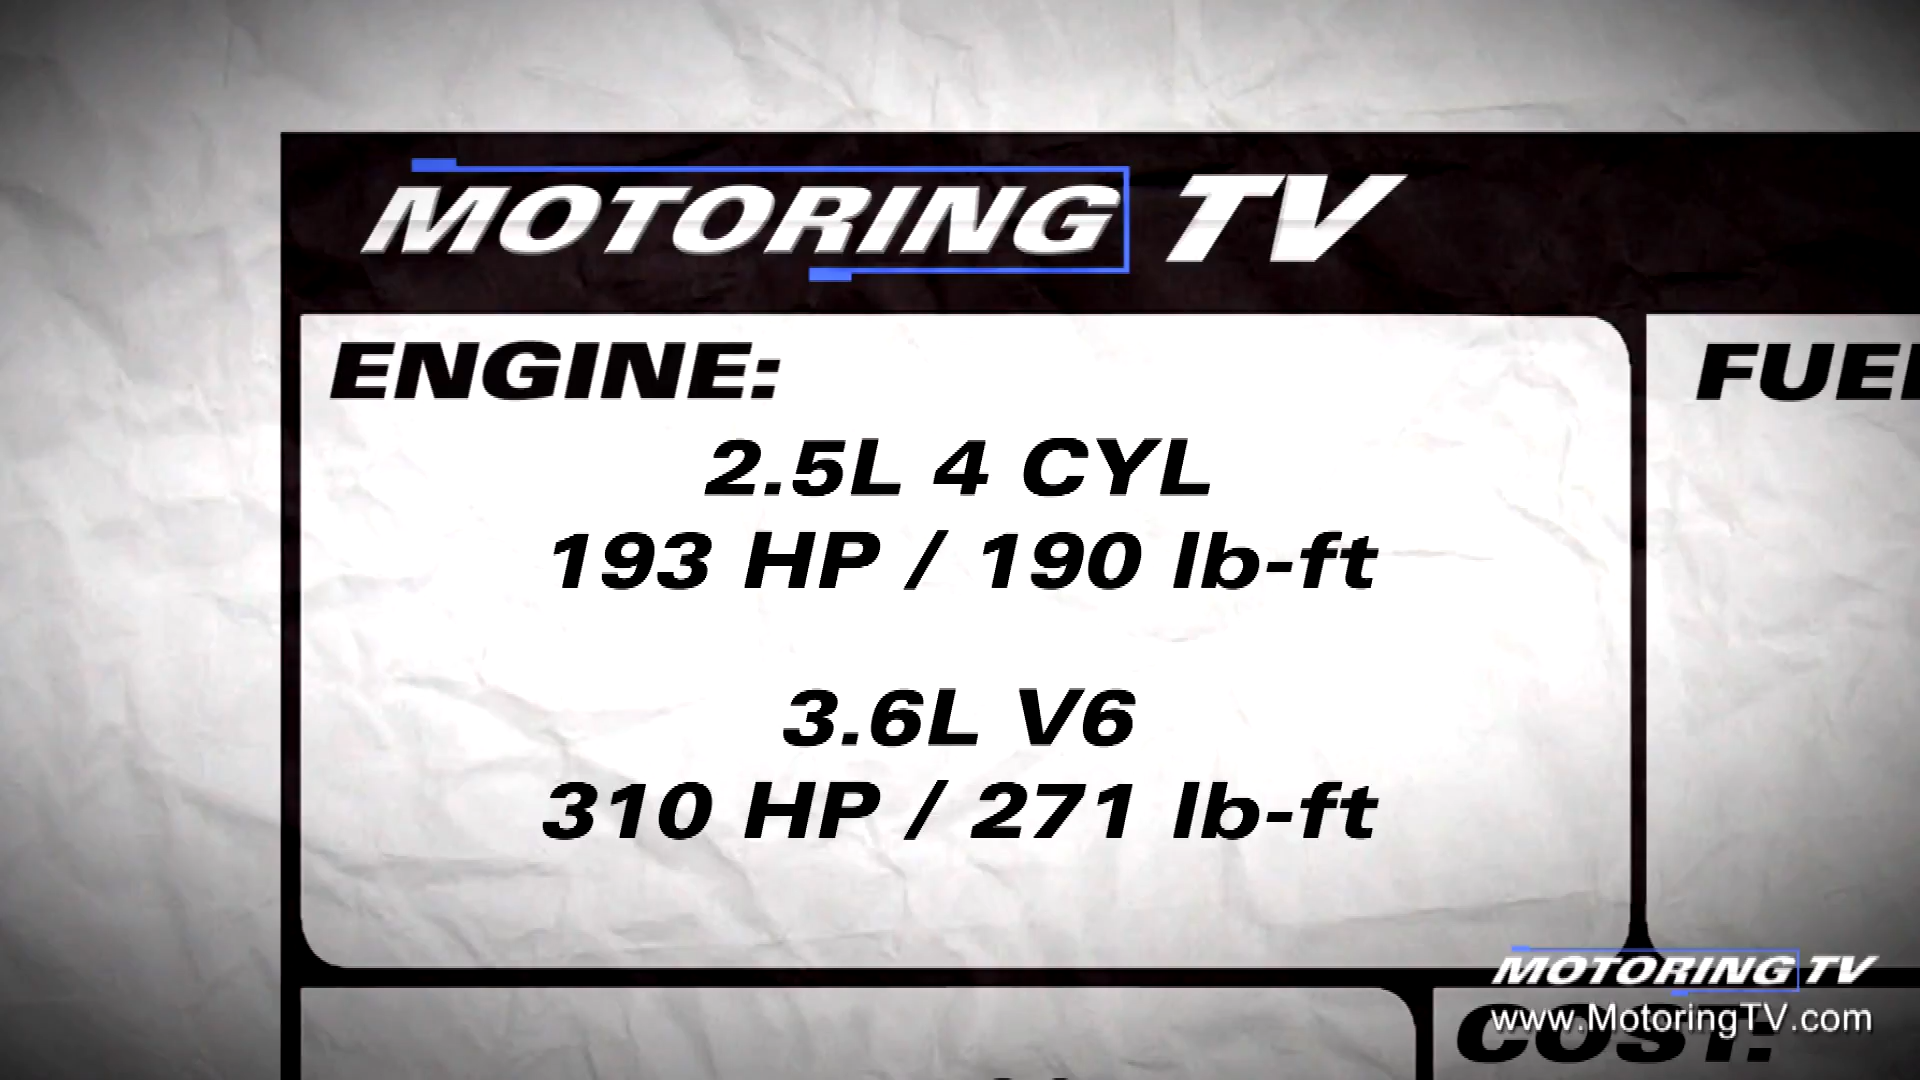 MOTORING TV
ENGINE:
2.5L 4 CYL
193 HP / 190 lb-ft
3.6L V6
310 HP / 271 lb-ft
MOTORING TV
www.MotoringTV.com
COST: